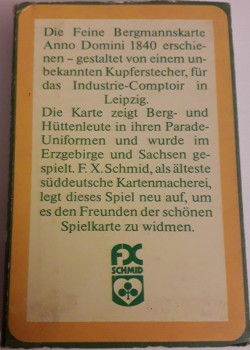 Die Feine Bergmannskarte
Anno Domini 1840 erschie-
nen – gestaltet von einem un-
bekannten Kupferstecher, für
das Industrie-Comptoir in
Leipzig.
Die Karte zeigt Berg- und
Hüttenleute in ihren Parade-
Uniformen und wurde im
Erzgebirge und Sachsen ge-
spielt. F. X. Schmid, als älteste
süddeutsche Kartenmacherei,
legt dieses Spiel neu auf, um
es den Freunden der schönen
Spielkarte zu widmen.
FX
SCHMID